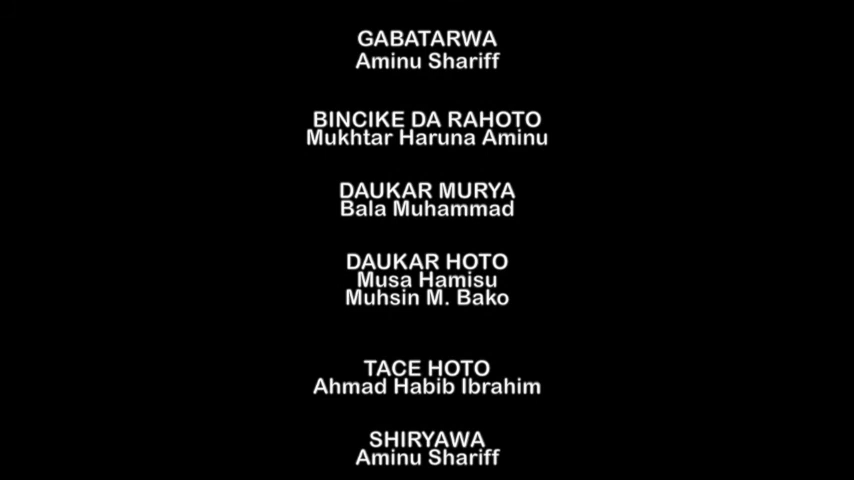 GABATARWA
Aminu Shariff
BINCIKE DA RAHOTO
Mukhtar Haruna Aminu
DAUKAR MURYA
Bala Muhammad
DAUKAR HOTO
Musa Hamisu
Muhsin M. Bako
TACE HOTO
Ahmad Habib Ibrahim
SHIRYAWA
Aminu Shariff